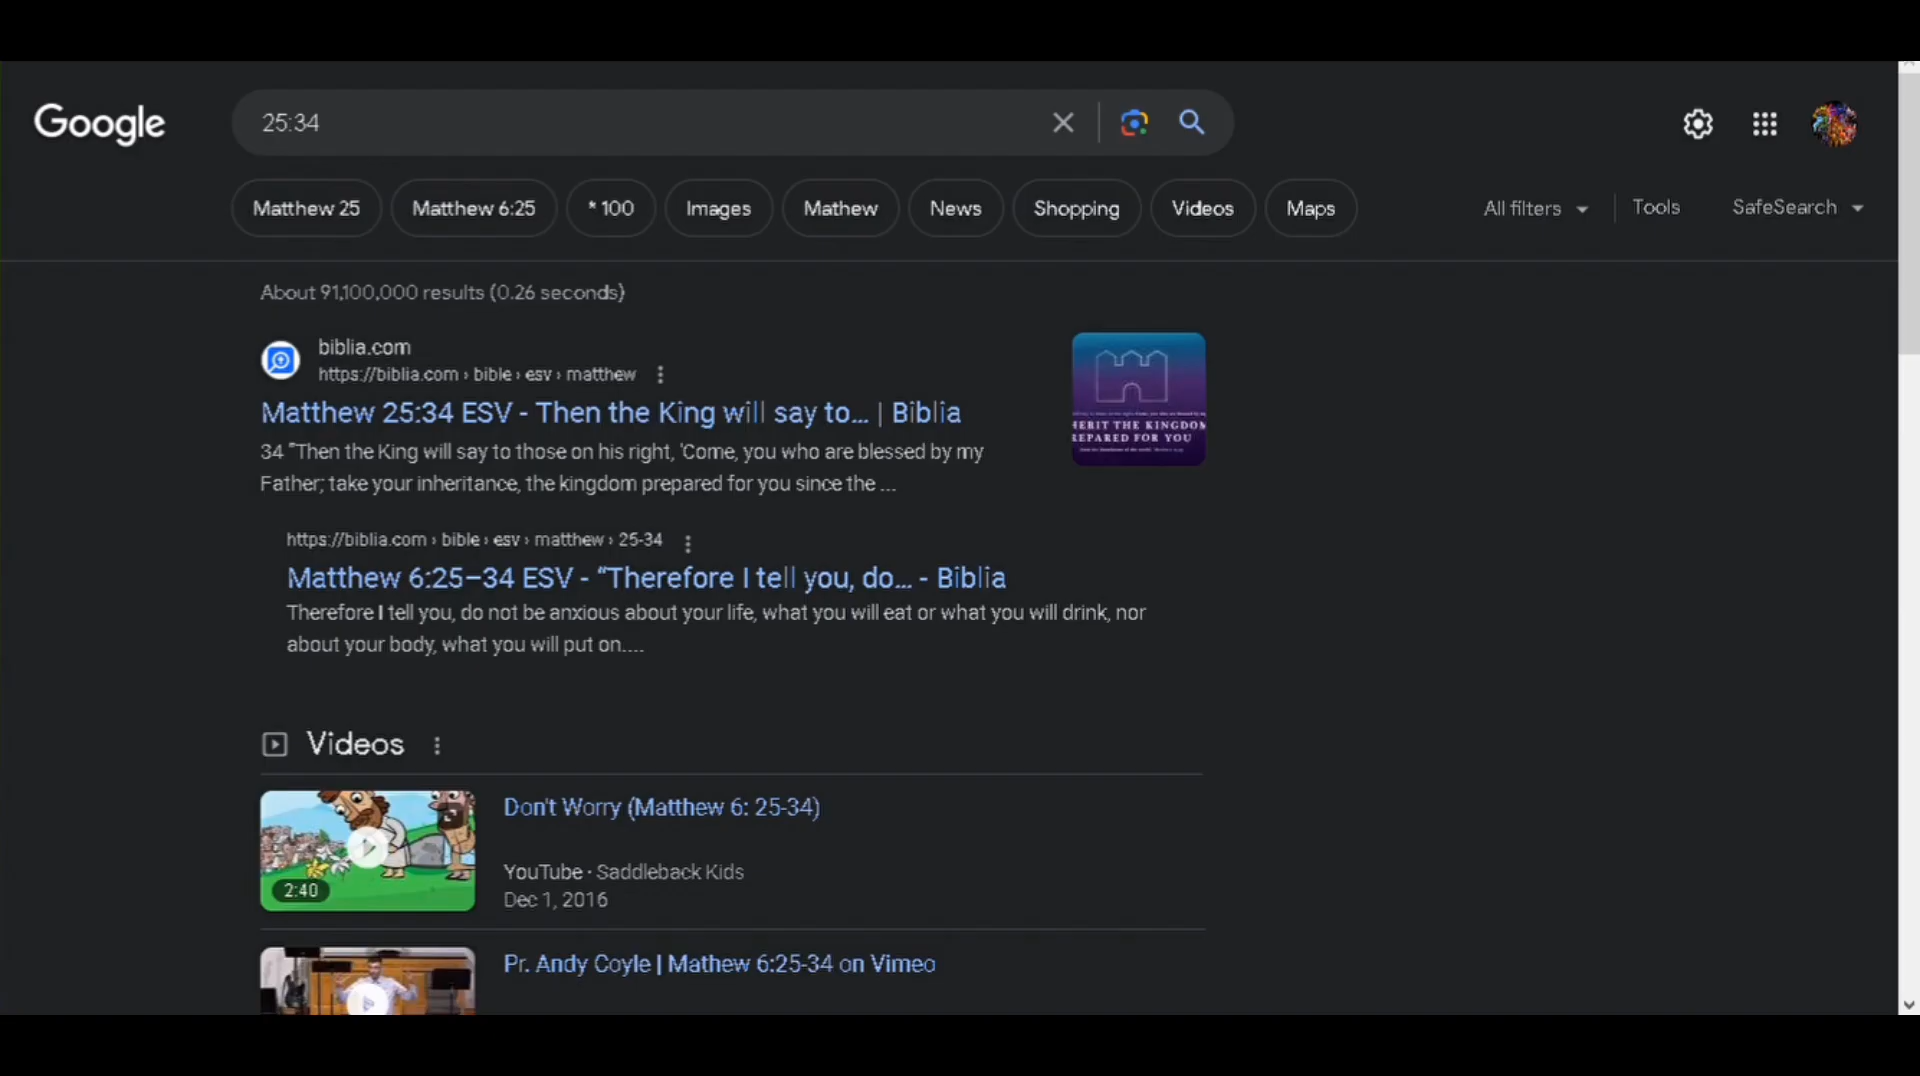 Google
25:34
Matthew 25
Matthew 6:25
* 100
Images
Mathew
News
Shopping
Videos
Maps
All filters
Tools
SafeSearch
About 91,100,000 results (0.26 seconds)
biblia.com
https://biblia.com › bible › esv › matthew
Matthew 25:34 ESV - Then the King will say to... | Biblia
34 "Then the King will say to those on his right, 'Come, you who are blessed by my
Father; take your inheritance, the kingdom prepared for you since the ...
HERIT THE KINGDOM
REPARED FOR YOU
https://biblia.com › bible › esv › matthew › 25-34
Matthew 6:25–34 ESV - “Therefore I tell you, do... - Biblia
Therefore I tell you, do not be anxious about your life, what you will eat or what you will drink, nor
about your body, what you will put on....
Videos
2:40
Don't Worry (Matthew 6: 25-34)
YouTube · Saddleback Kids
Dec 1, 2016
Pr. Andy Coyle | Mathew 6:25-34 on Vimeo